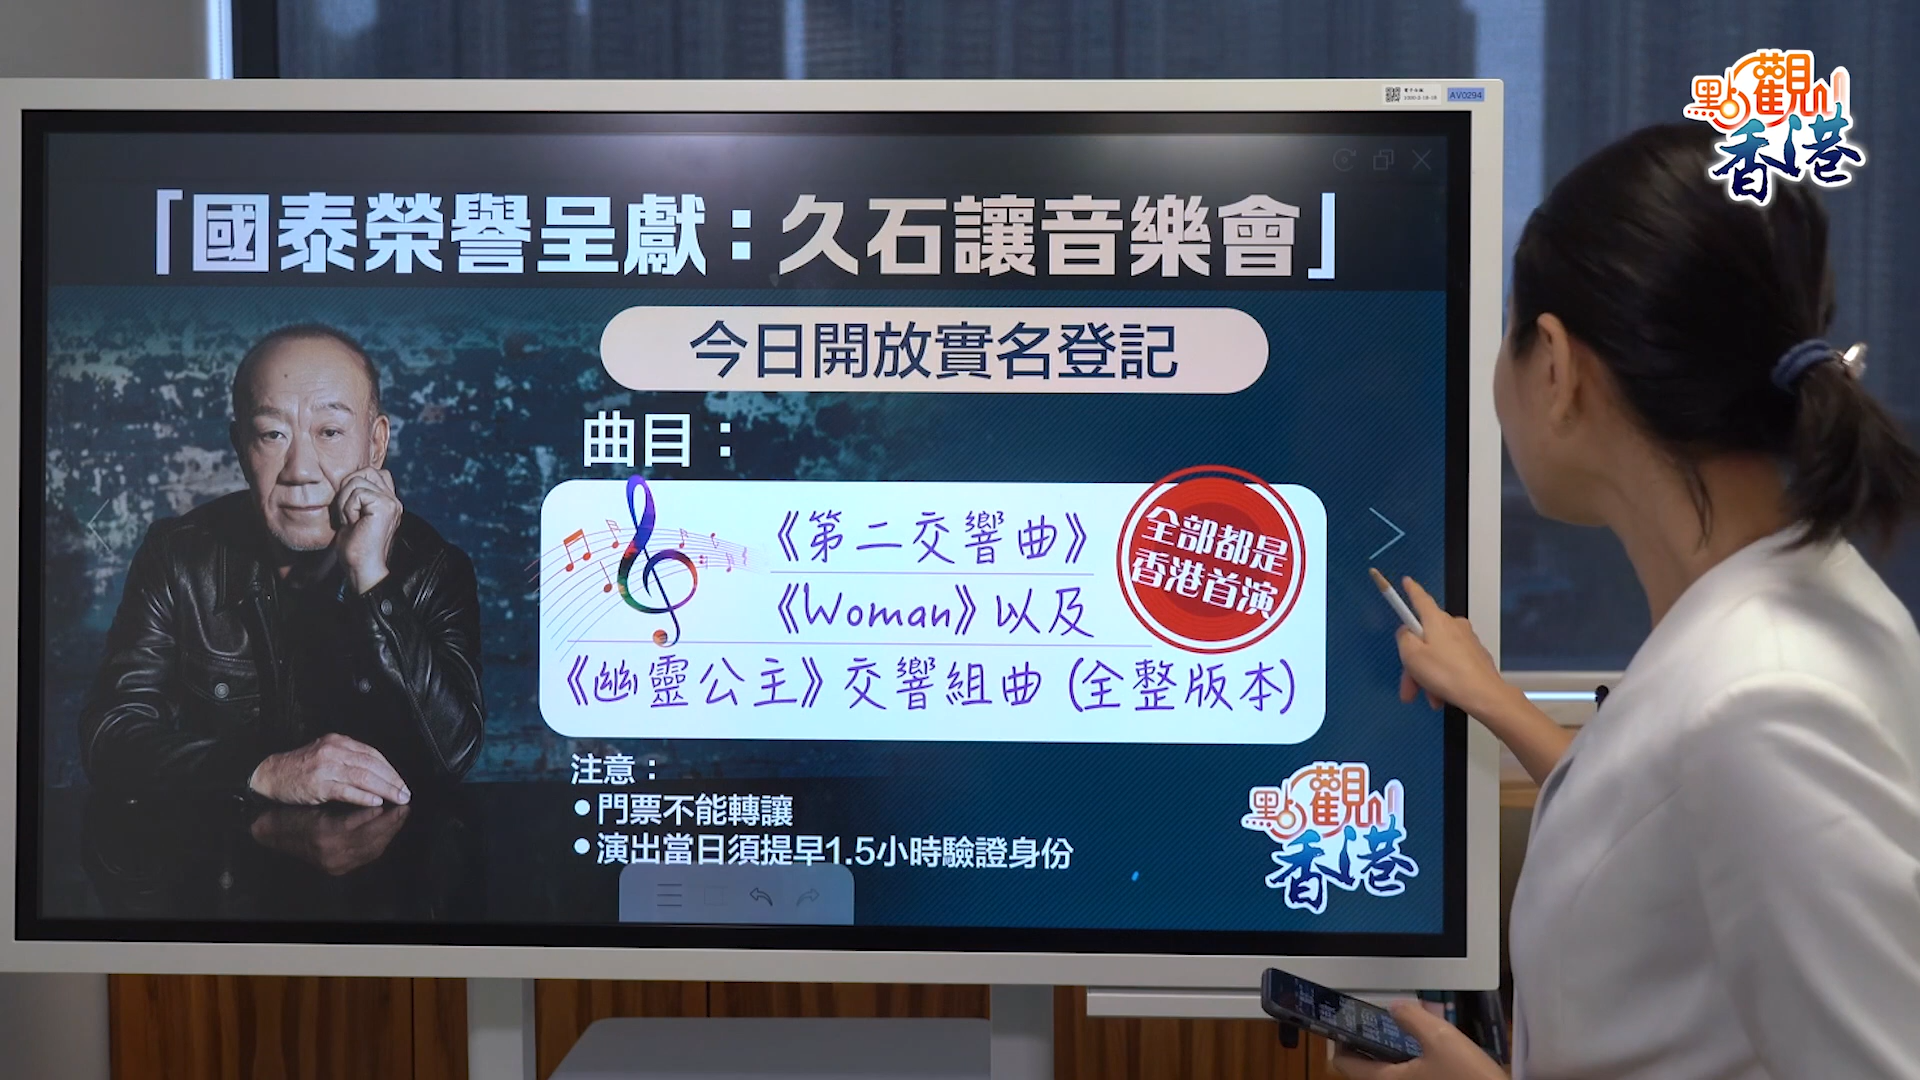 點觀香港
AV0294
「國泰榮譽呈獻：久石讓音樂會」
今日開放實名登記
曲目：
《第二交響曲》
《Woman》以及
《幽靈公主》交響組曲 (全整版本)
全部都是
香港首演
注意：
•門票不能轉讓
•演出當日須提早1.5小時驗證身份
點觀香港